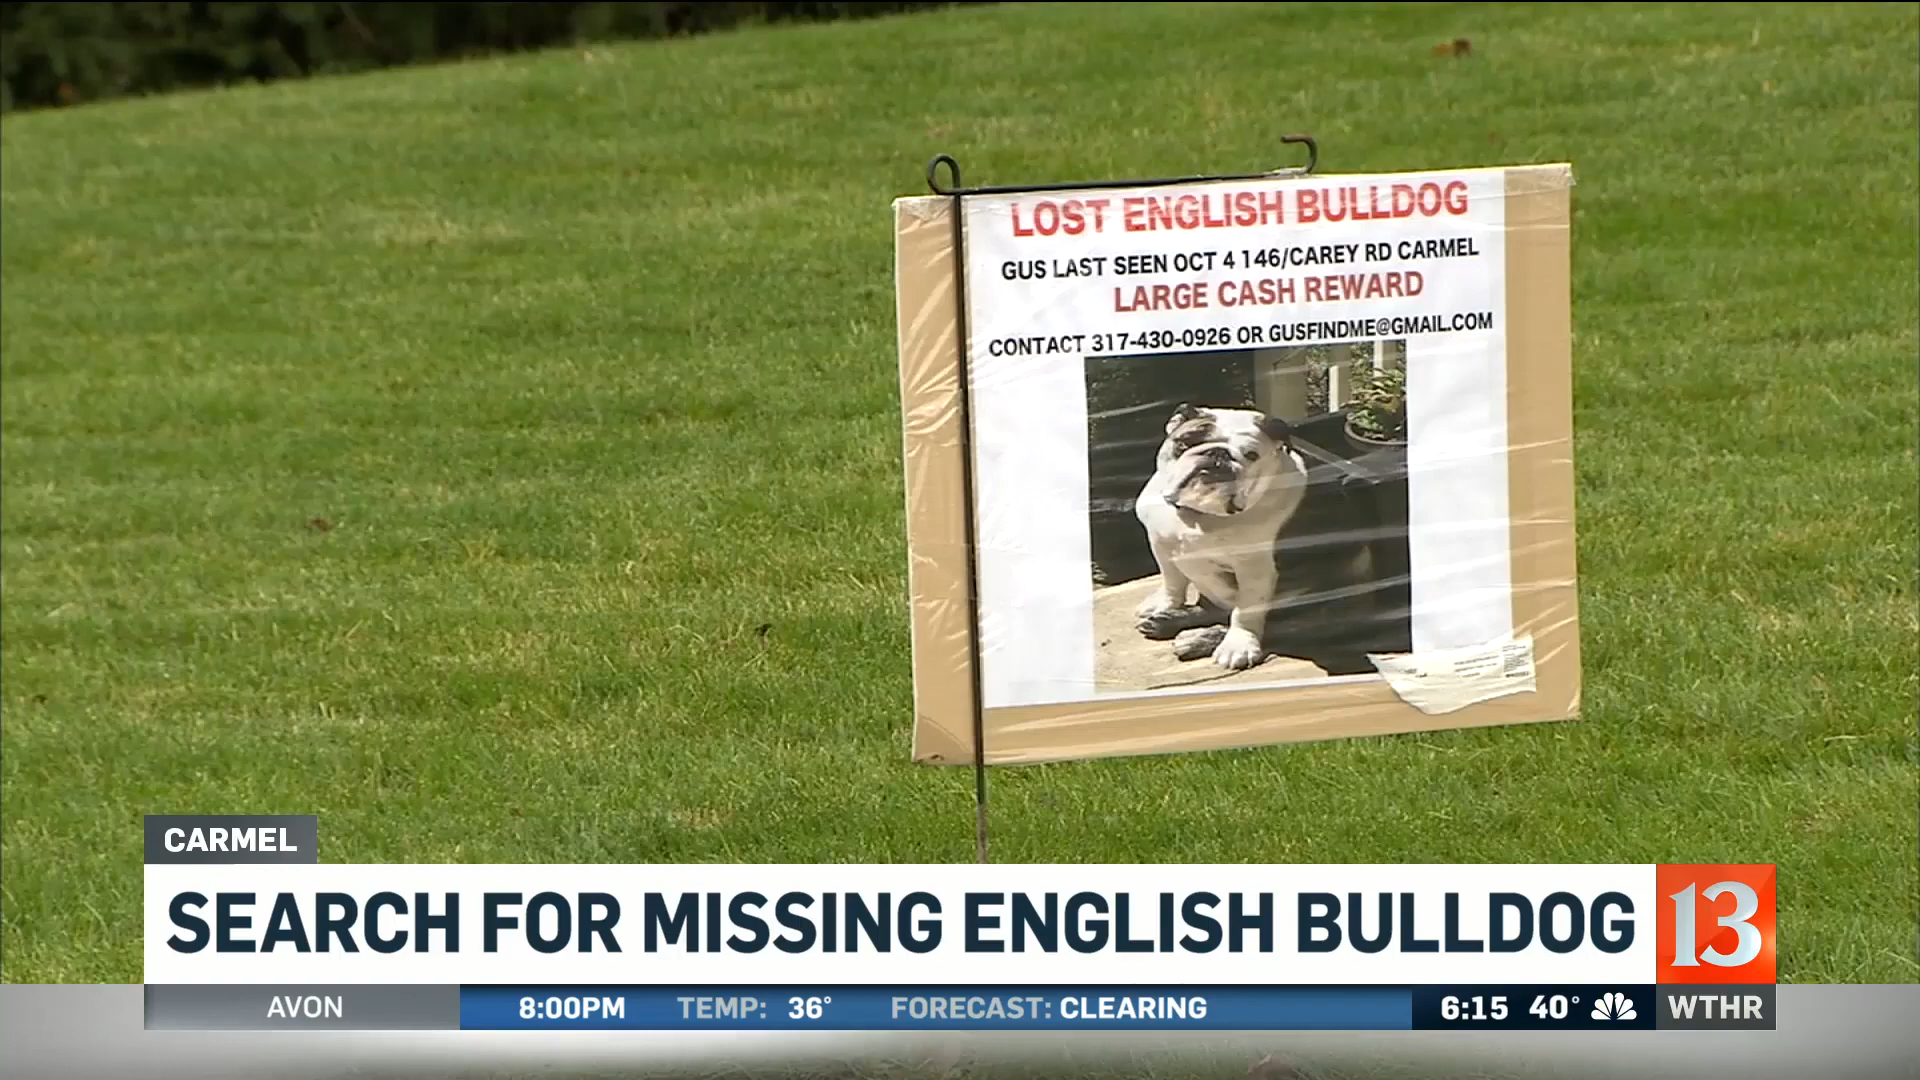 LOST ENGLISH BULLDOG
GUS LAST SEEN OCT 4 146/CAREY RD CARMEL
LARGE CASH REWARD
CONTACT 317-430-0926 OR GUSFINDME@GMAIL.COM
CARMEL
SEARCH FOR MISSING ENGLISH BULLDOG
13
AVON 8:00PM TEMP: 36° FORECAST: CLEARING 6:15 40° WTHR